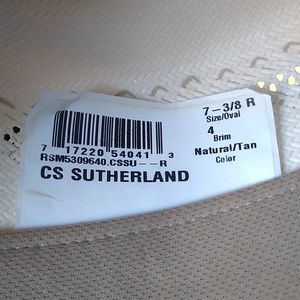 7-3/8 R
Size/Oval
4
Brim
Natural/Tan
Color
7 17220 54041 3
RSM5309640.CSSU--R
CS SUTHERLAND